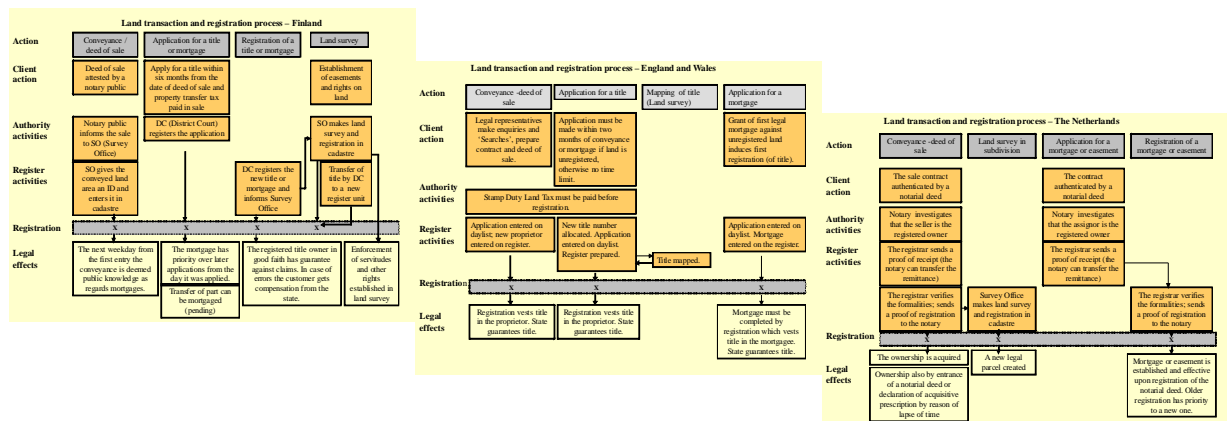 Land transaction and registration process – Finland
Action
Conveyance /
deed of sale
Application for a title
or mortgage
Registration of a
title or mortgage
Land survey
Client
action
Deed of sale
attested by a
notary public
Apply for a title within
six months from the
date of deed of sale and
property transfer tax
paid in sale
Establishment
of easements
and rights on
land
Authority
activities
Notary public
informs the sale
to SO (Survey
Office)
DC (District Court)
registers the application
SO makes land
survey and
registration in
cadastre
Register
activities
SO gives the
conveyed land
area an ID and
enters it in
cadastre
DC registers the
new title or
mortgage and
informs Survey
Office
Transfer of
title by DC
to a new
register unit
Registration
x x x x
Legal
effects
The next weekday from
the first entry the
conveyance is deemed
public knowledge as
regards mortgages.
The mortgage has
priority over later
applications from the
day it was applied.
Transfer of part can
be mortgaged
(pending)
The registered title owner in
good faith has guarantee
against claims. In case of
errors the customer gets
compensation from the
state.
Enforcement
of servitudes
and other
rights
established in
land survey
Land transaction and registration process – England and Wales
Action
Conveyance -deed of
sale
Application for a title
Mapping of title
(Land survey)
Application for a
mortgage
Client
action
Legal representatives
make enquiries and
‘Searches’, prepare
contract and deed of
sale.
Application must be
made within two
months of conveyance
or mortgage if land is
unregistered,
otherwise no time
limit.
Grant of first legal
mortgage against
unregistered land
induces first
registration (of title).
Authority
activities
Stamp Duty Land Tax must be paid before
registration.
Register
activities
Application entered on
daylist; new proprietor
entered on register.
New title number
allocated. Application
entered on daylist.
Register prepared.
Title mapped.
Application entered on
daylist. Mortgage
entered on the register.
Registration
x x x
Legal
effects
Registration vests title
in the proprietor. State
guarantees title.
Registration vests title
in the proprietor. State
guarantees title.
Mortgage must be
completed by
registration which vests
title in the mortgagee.
State guarantees title.
Land transaction and registration process – The Netherlands
Action
Conveyance -deed of
sale
Land survey in
subdivision
Application for a
mortgage or easement
Registration of a
mortgage or easement
Client
action
The sale contract
authenticated by a
notarial deed
The contract
authenticated by a
notarial deed
Authority
activities
Notary investigates
that the seller is the
registered owner
Notary investigates
that the assignor is the
registered owner
Register
activities
The registrar sends a
proof of receipt (the
notary can transfer the
remittance)
The registrar sends a
proof of receipt (the
notary can transfer the
remittance)
The registrar verifies
the formalities; sends
a proof of registration
to the notary
Survey Office
makes land survey
and registration in
cadastre
The registrar verifies
the formalities; sends
a proof of registration
to the notary
Registration
x x x
Legal
effects
The ownership is acquired
Ownership also by entrance
of a notarial deed or
declaration of acquisitive
prescription by reason of
lapse of time
A new legal
parcel created
Mortgage or easement is
established and effective
upon registration of the
notarial deed. Older
registration has priority
to a new one.